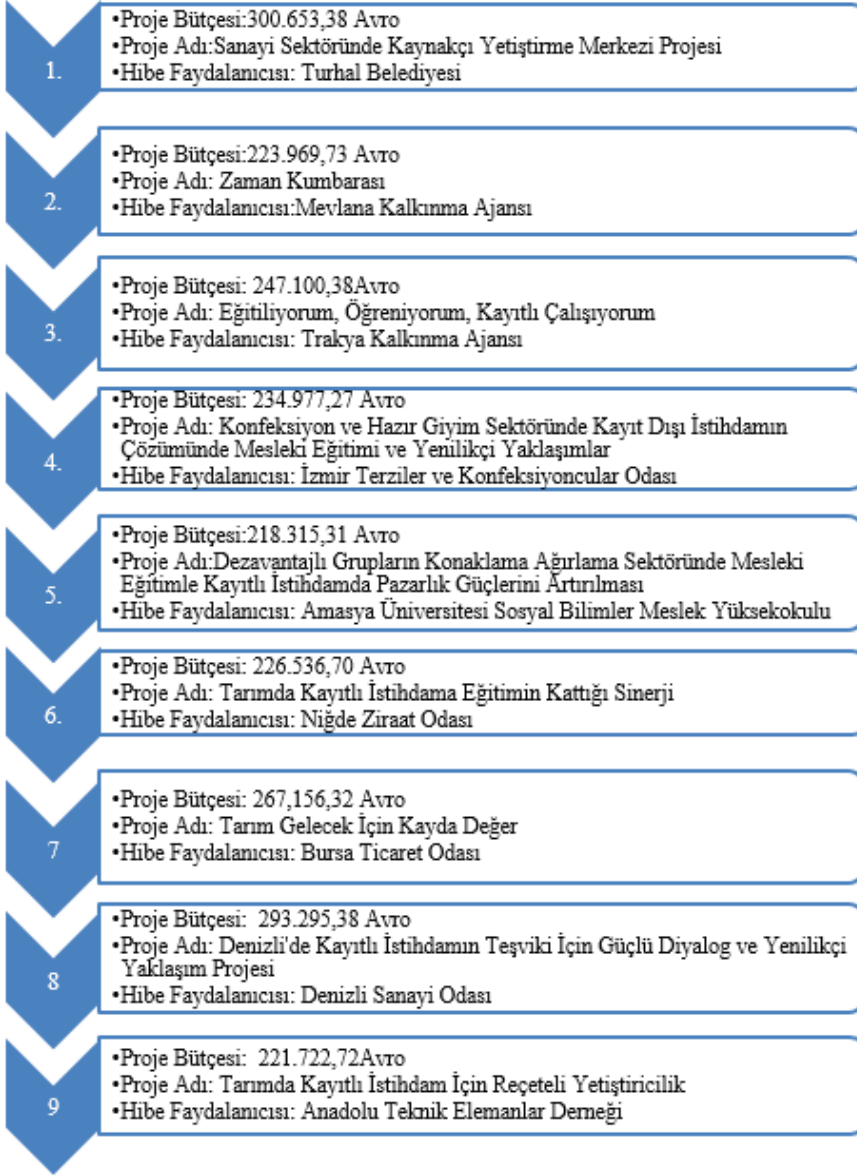 1.
•Proje Bütçesi:300.653,38 Avro
•Proje Adı:Sanayi Sektöründe Kaynakçı Yetiştirme Merkezi Projesi
•Hibe Faydalanıcısı: Turhal Belediyesi
2.
•Proje Bütçesi:223.969,73 Avro
•Proje Adı: Zaman Kumbarası
•Hibe Faydalanıcısı:Mevlana Kalkınma Ajansı
3.
•Proje Bütçesi: 247.100,38Avro
•Proje Adı: Eğitiliyorum, Öğreniyorum, Kayıtlı Çalışıyorum
•Hibe Faydalanıcısı: Trakya Kalkınma Ajansı
4.
•Proje Bütçesi: 234.977,27 Avro
•Proje Adı: Konfeksiyon ve Hazır Giyim Sektöründe Kayıt Dışı İstihdamın
Çözümünde Mesleki Eğitimi ve Yenilikçi Yaklaşımlar
•Hibe Faydalanıcısı: İzmir Terziler ve Konfeksiyoncular Odası
5.
•Proje Bütçesi:218.315,31 Avro
•Proje Adı:Dezavantajlı Grupların Konaklama Ağırlama Sektöründe Mesleki
Eğitimle Kayıtlı İstihdamda Pazarlık Güçlerini Artırılması
•Hibe Faydalanıcısı: Amasya Üniversitesi Sosyal Bilimler Meslek Yüksekokulu
6.
•Proje Bütçesi: 226.536,70 Avro
•Proje Adı: Tarımda Kayıtlı İstihdama Eğitimin Kattığı Sinerji
•Hibe Faydalanıcısı: Niğde Ziraat Odası
7
•Proje Bütçesi: 267,156,32 Avro
•Proje Adı: Tarım Gelecek İçin Kayda Değer
•Hibe Faydalanıcısı: Bursa Ticaret Odası
8
•Proje Bütçesi:  293.295,38 Avro
•Proje Adı: Denizli'de Kayıtlı İstihdamın Teşviki İçin Güçlü Diyalog ve Yenilikçi
Yaklaşım Projesi
•Hibe Faydalanıcısı: Denizli Sanayi Odası
9
•Proje Bütçesi:  221.722,72Avro
•Proje Adı: Tarımda Kayıtlı İstihdam İçin Reçeteli Yetiştiricilik
•Hibe Faydalanıcısı: Anadolu Teknik Elemanlar Derneği